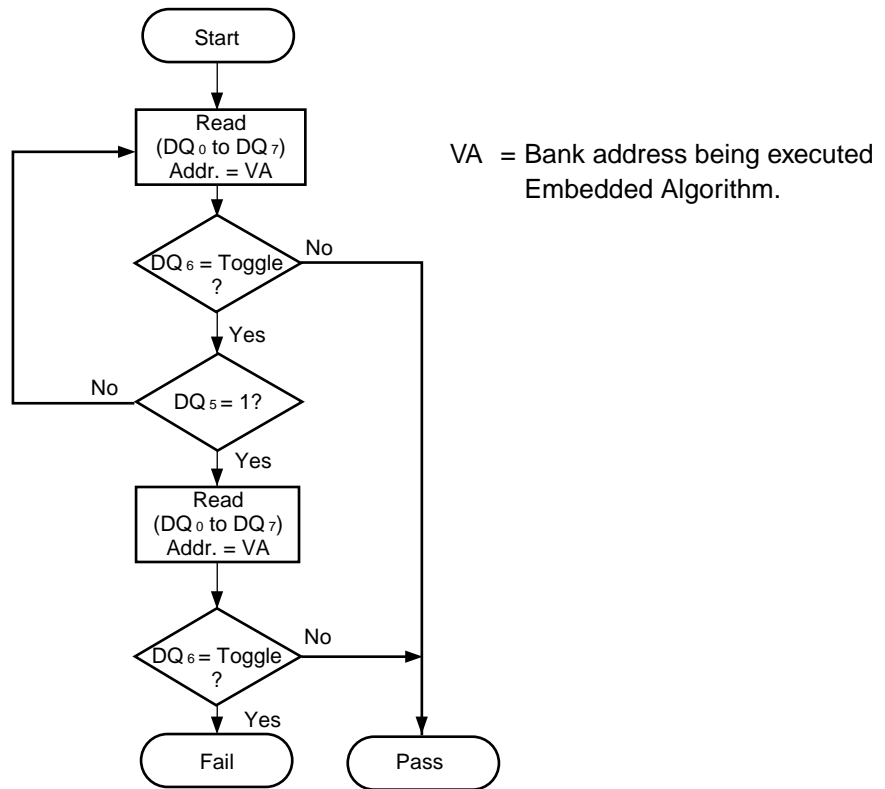 Start
Read
(DQ0 to DQ7)
Addr. = VA
VA = Bank address being executed
Embedded Algorithm.
DQ6 = Toggle
?
No
Yes
DQ5 = 1?
No
Yes
Read
(DQ0 to DQ7)
Addr. = VA
DQ6 = Toggle
?
No
Yes
Fail
Pass